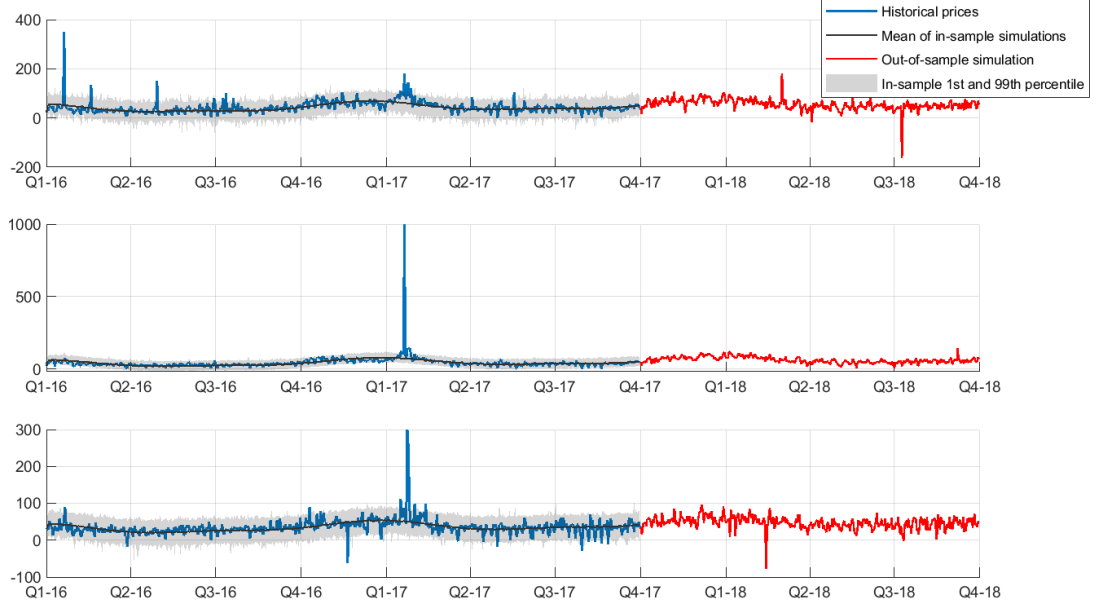 Historical prices
Mean of in-sample simulations
Out-of-sample simulation
In-sample 1st and 99th percentile
400
200
0
-200
Q1-16 Q2-16 Q3-16 Q4-16 Q1-17 Q2-17 Q3-17 Q4-17 Q1-18 Q2-18 Q3-18 Q4-18
1000
500
0
Q1-16 Q2-16 Q3-16 Q4-16 Q1-17 Q2-17 Q3-17 Q4-17 Q1-18 Q2-18 Q3-18 Q4-18
300
200
100
0
-100
Q1-16 Q2-16 Q3-16 Q4-16 Q1-17 Q2-17 Q3-17 Q4-17 Q1-18 Q2-18 Q3-18 Q4-18